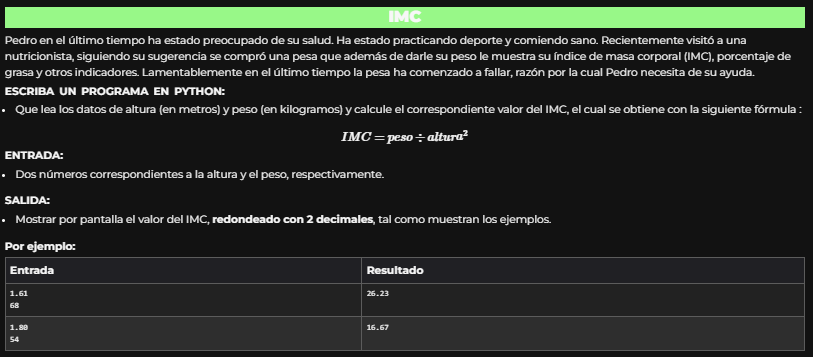 IMC
Pedro en el último tiempo ha estado preocupado de su salud. Ha estado practicando deporte y comiendo sano. Recientemente visitó a una
nutricionista, siguiendo su sugerencia se compró una pesa que además de darle su peso le muestra su índice de masa corporal (IMC), porcentaje de
grasa y otros indicadores. Lamentablemente en el último tiempo la pesa ha comenzado a fallar, razón por la cual Pedro necesita de su ayuda.
ESCRIBA UN PROGRAMA EN PYTHON:
• Que lea los datos de altura (en metros) y peso (en kilogramos) y calcule el correspondiente valor del IMC, el cual se obtiene con la siguiente fórmula :
IMC = peso ÷ altura²
ENTRADA:
• Dos números correspondientes a la altura y el peso, respectivamente.
SALIDA:
• Mostrar por pantalla el valor del IMC, redondeado con 2 decimales, tal como muestran los ejemplos.
Por ejemplo:
Entrada Resultado
1.61 26.23
68
1.80 16.67
54